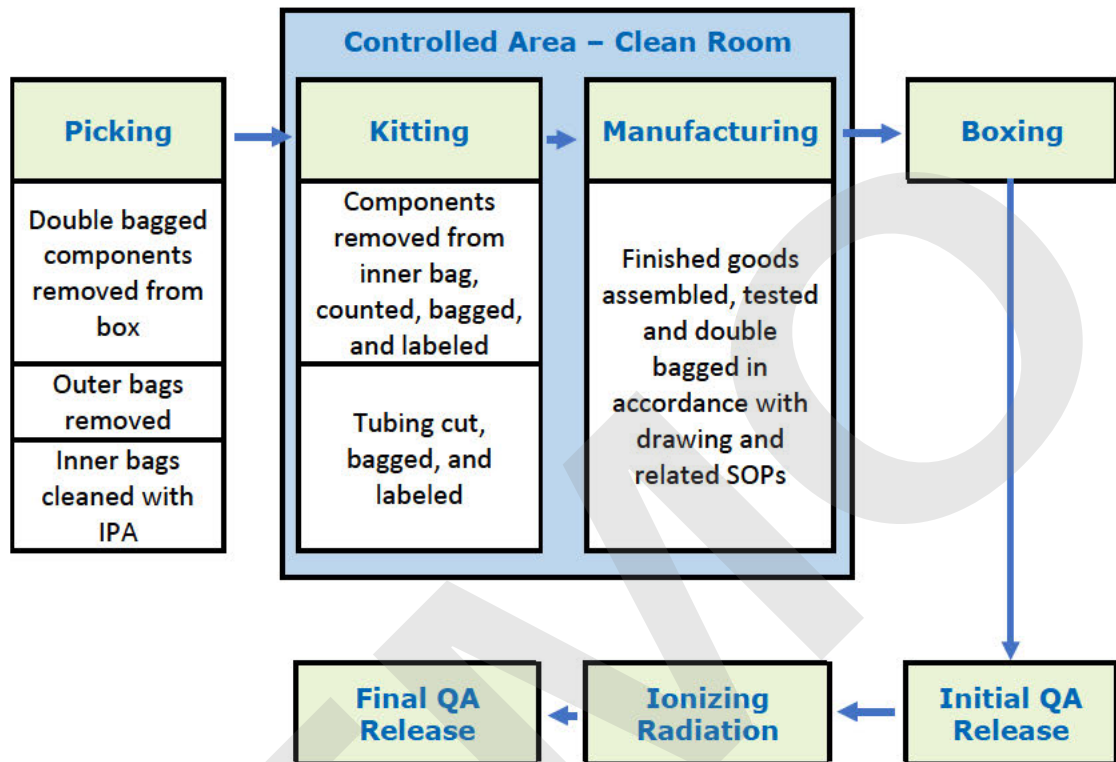 Controlled Area – Clean Room
Picking
Kitting
Manufacturing
Boxing
Double bagged
components
removed from
box
Outer bags
removed
Inner bags
cleaned with
IPA
Components
removed from
inner bag,
counted, bagged,
and labeled
Tubing cut,
bagged, and
labeled
Finished goods
assembled, tested
and double
bagged in
accordance with
drawing and
related SOPs
Initial QA
Release
Ionizing
Radiation
Final QA
Release